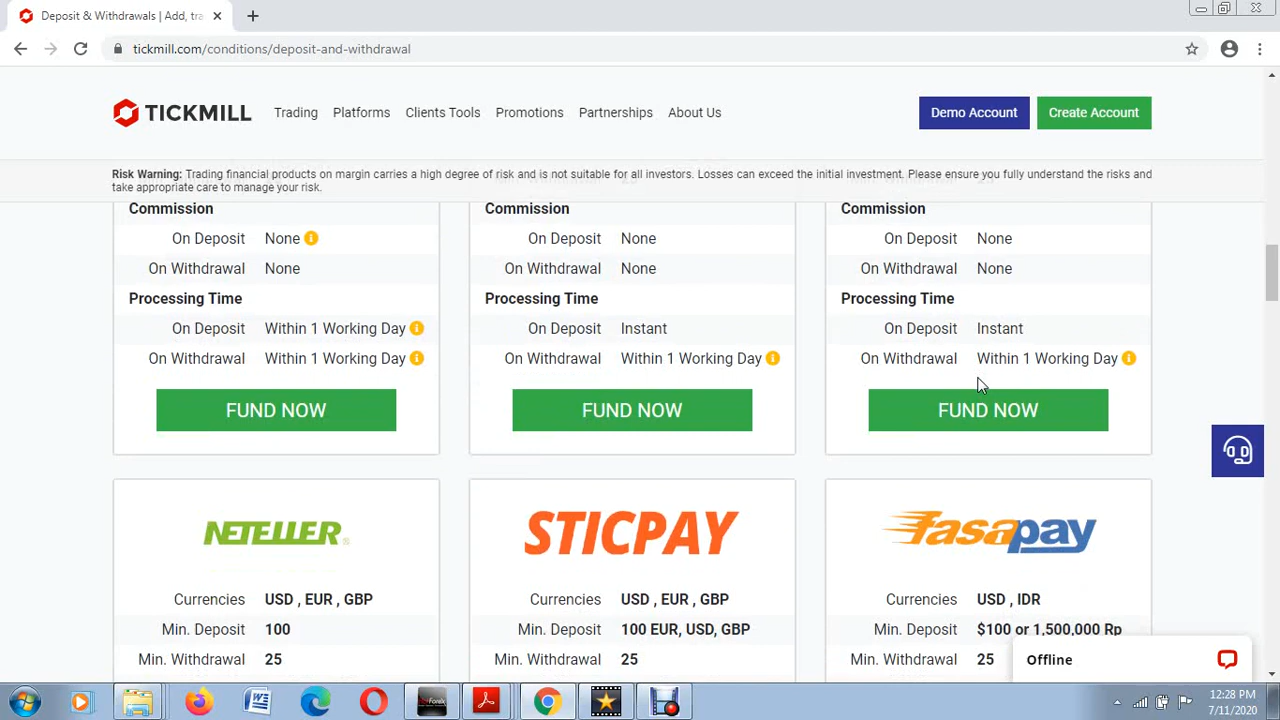 Deposit & Withdrawals | Add, tra
tickmill.com/conditions/deposit-and-withdrawal
TICKMILL
Trading
Platforms
Clients Tools
Promotions
Partnerships
About Us
Demo Account
Create Account
Risk Warning: Trading financial products on margin carries a high degree of risk and is not suitable for all investors. Losses can exceed the initial investment. Please ensure you fully understand the risks and
take appropriate care to manage your risk.
Commission
On Deposit None
On Withdrawal None
Processing Time
On Deposit Within 1 Working Day
On Withdrawal Within 1 Working Day
FUND NOW
Commission
On Deposit None
On Withdrawal None
Processing Time
On Deposit Instant
On Withdrawal Within 1 Working Day
FUND NOW
Commission
On Deposit None
On Withdrawal None
Processing Time
On Deposit Instant
On Withdrawal Within 1 Working Day
FUND NOW
NETELLER
Currencies USD , EUR , GBP
Min. Deposit 100
Min. Withdrawal 25
STICPAY
Currencies USD , EUR , GBP
Min. Deposit 100 EUR, USD, GBP
Min. Withdrawal 25
fasapay
Currencies USD , IDR
Min. Deposit $100 or 1,500,000 Rp
Min. Withdrawal 25
Offline
12:28 PM
7/11/2020